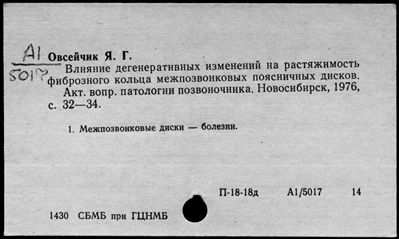 А1
5017
Овсейчик Я. Г.
Влияние дегенеративных изменений на растяжимость
фиброзного кольца межпозвонковых поясничных дисков.
Акт. вопр. патологии позвоночника. Новосибирск, 1976,
с. 32—34.
1. Межпозвонковые диски — болезни.
П-18-18д А1/5017 14
1430 СБМБ при ГЦНМБ